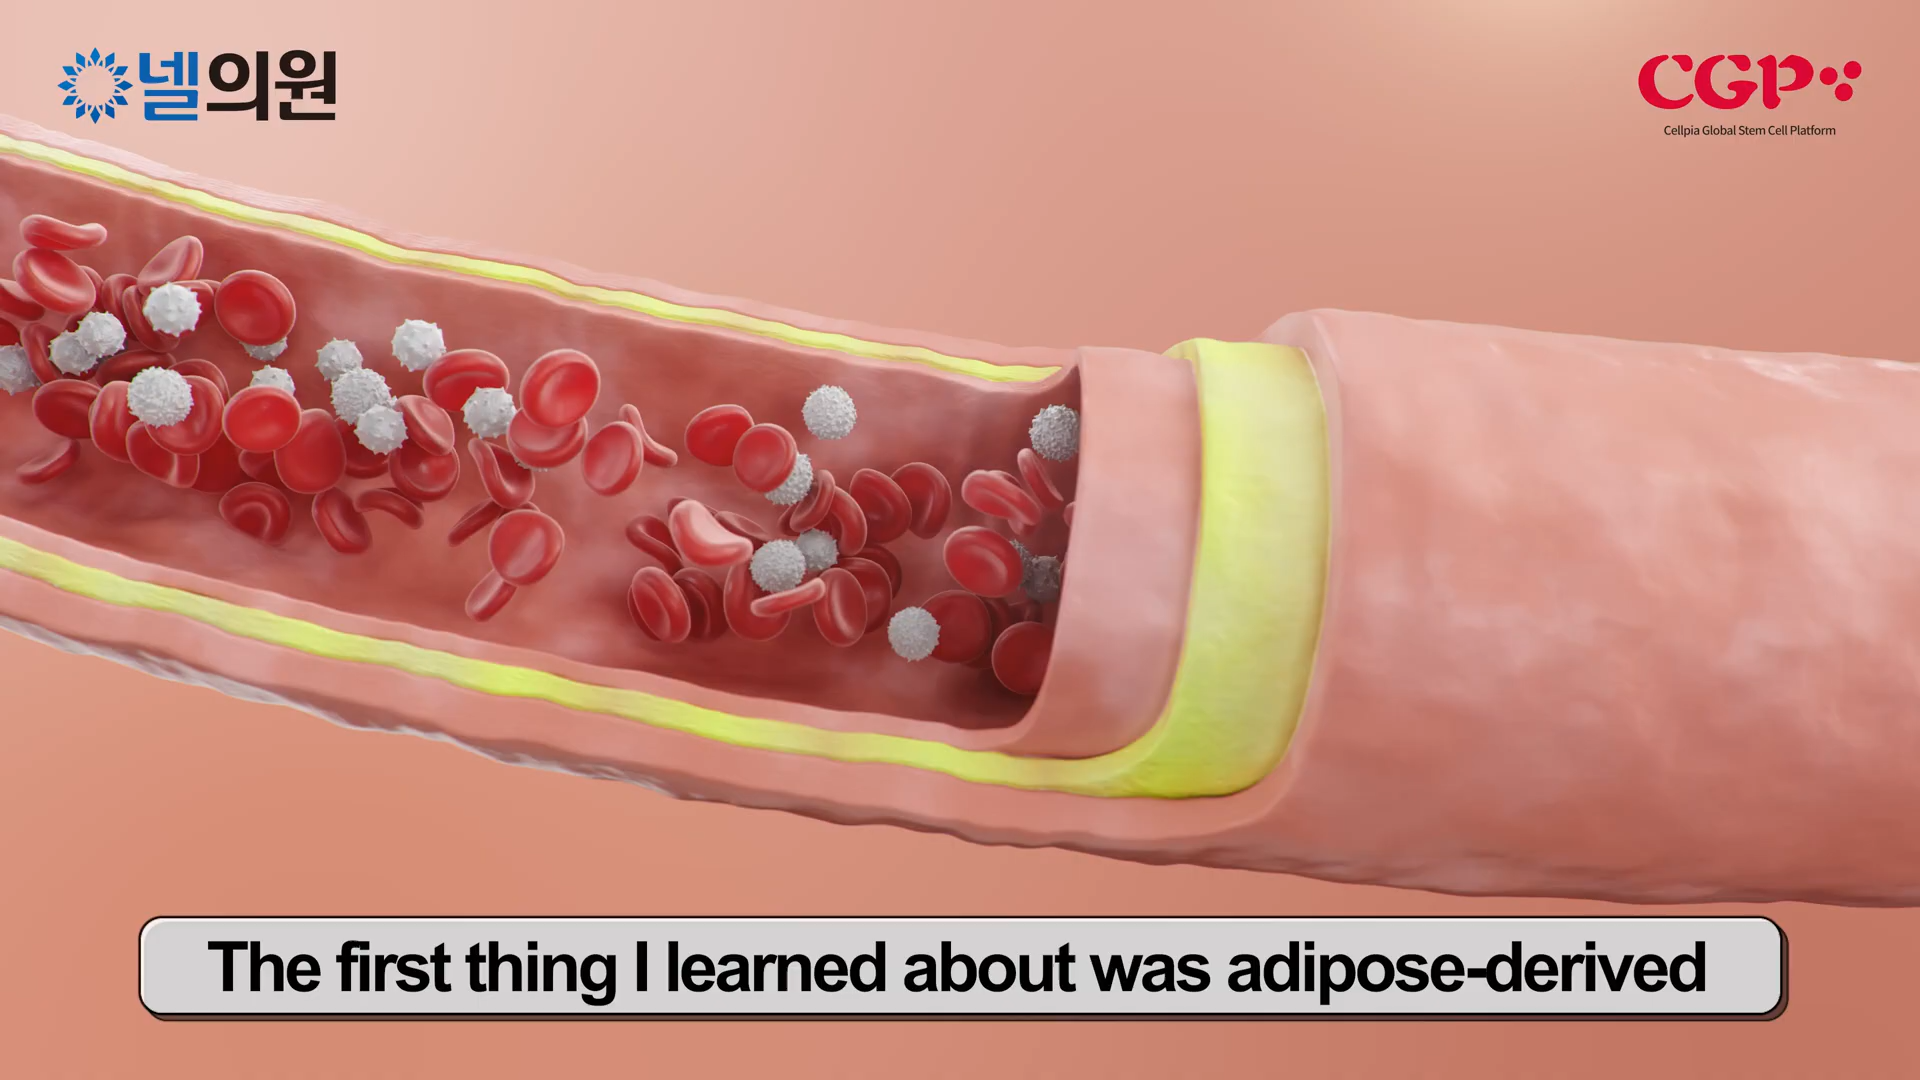 넬의원
CGP
Cellpia Global Stem Cell Platform
The first thing I learned about was adipose-derived